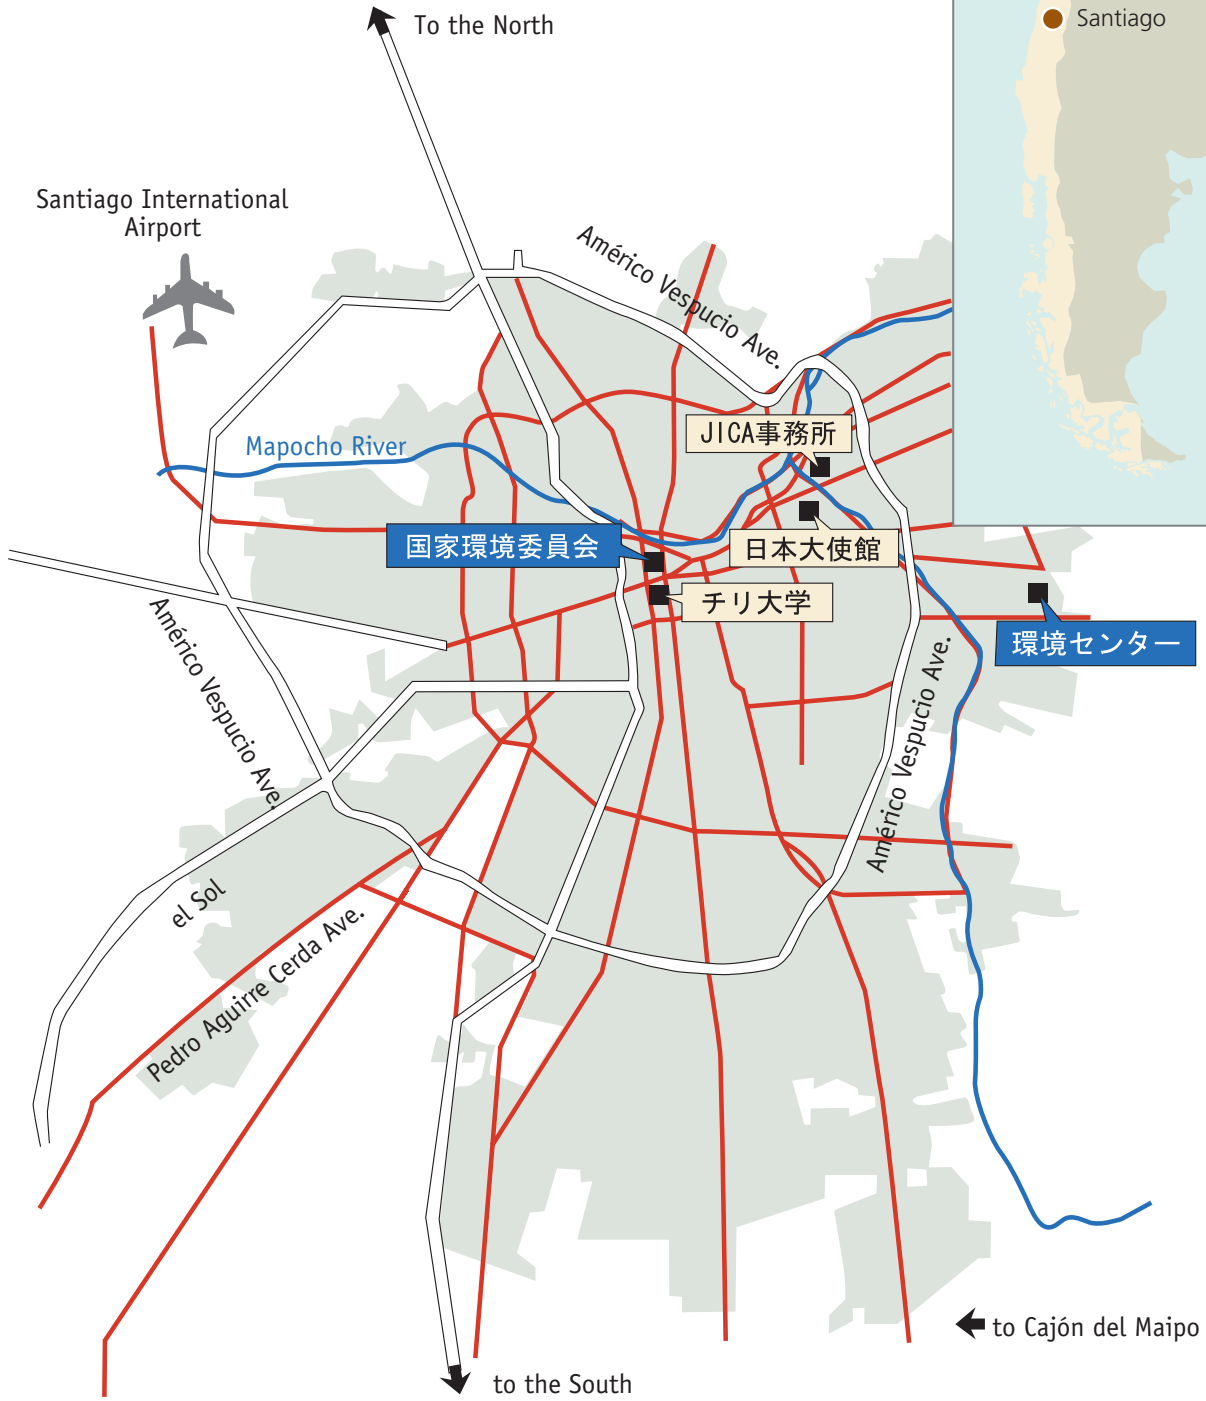 To the North
Santiago
Santiago International
Airport
Américo Vespucio Ave.
Mapocho River
JICA事務所
国家環境委員会
日本大使館
チリ大学
環境センター
Américo Vespucio Ave.
Américo Vespucio Ave.
el Sol
Pedro Aguirre Cerda Ave.
to Cajón del Maipo
to the South